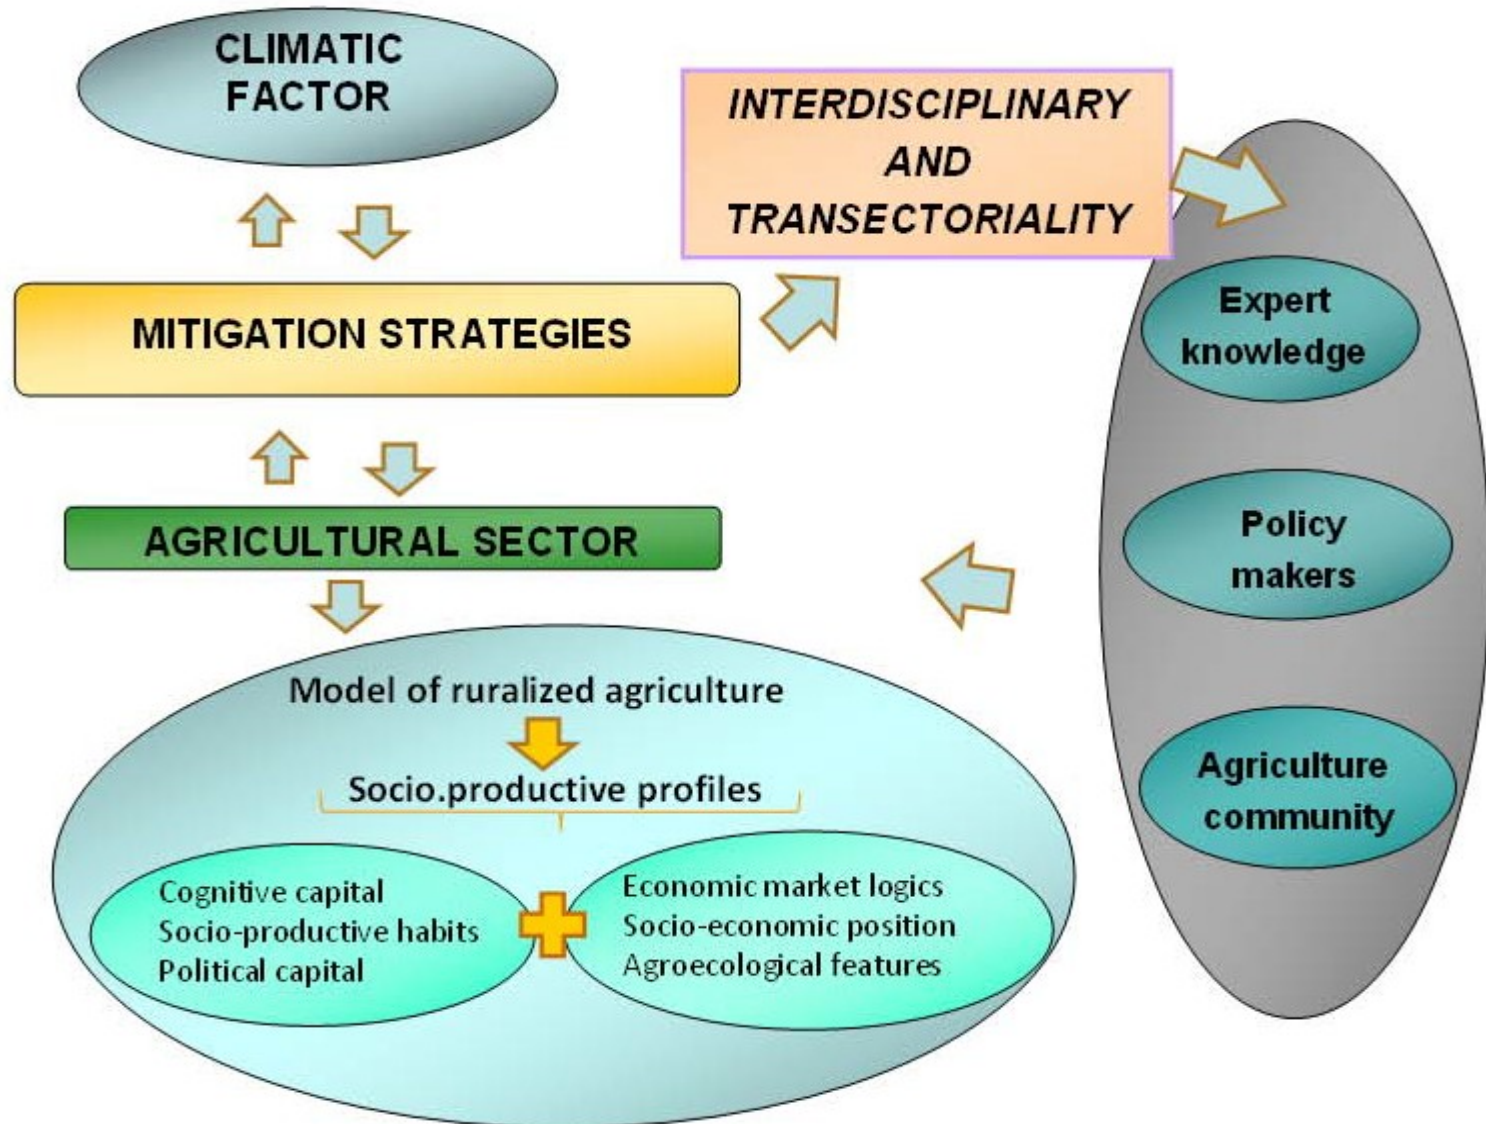 CLIMATIC
FACTOR
INTERDISCIPLINARY
AND
TRANSECTORIALITY
MITIGATION STRATEGIES
Expert
knowledge
AGRICULTURAL SECTOR
Policy
makers
Model of ruralized agriculture
Socio.productive profiles
Agriculture
community
Cognitive capital
Socio-productive habits
Political capital
Economic market logics
Socio-economic position
Agroecological features